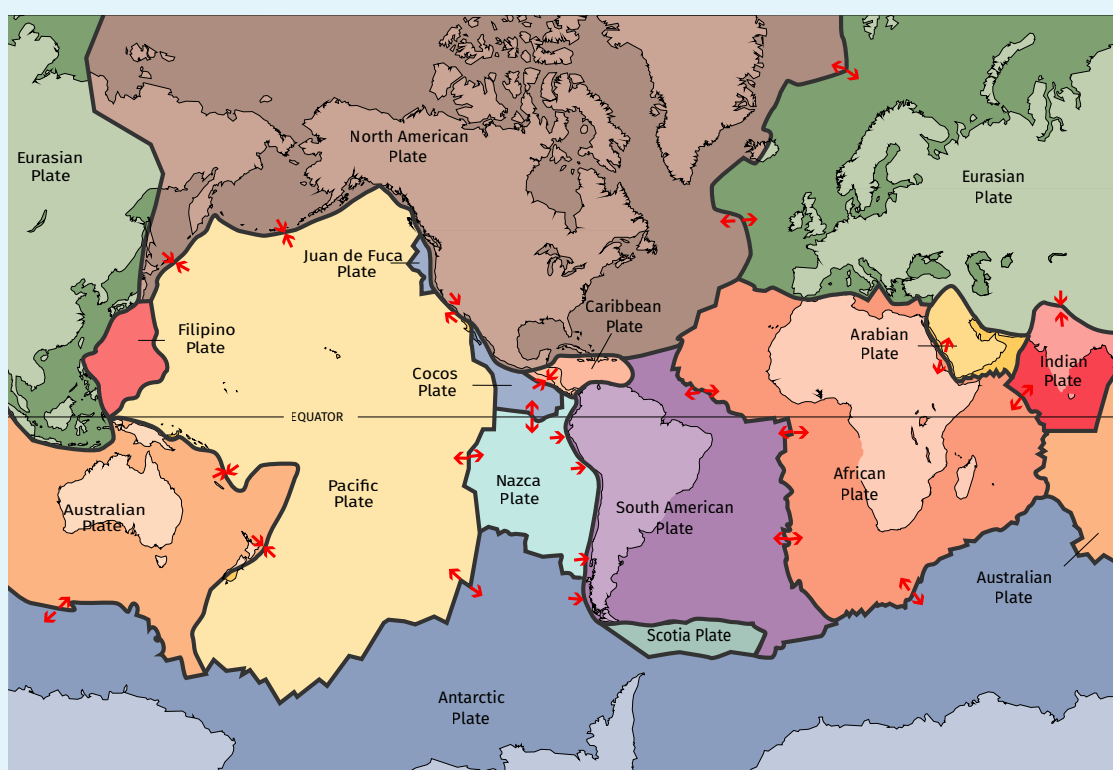 North American
Plate
Eurasian
Plate
Eurasian
Plate
Juan de Fuca
Plate
Caribbean
Plate
Filipino
Plate
Arabian
Plate
Indian
Plate
Cocos
Plate
EQUATOR
Pacific
Plate
Nazca
Plate
African
Plate
Australian
Plate
South American
Plate
Australian
Plate
Scotia Plate
Antarctic
Plate